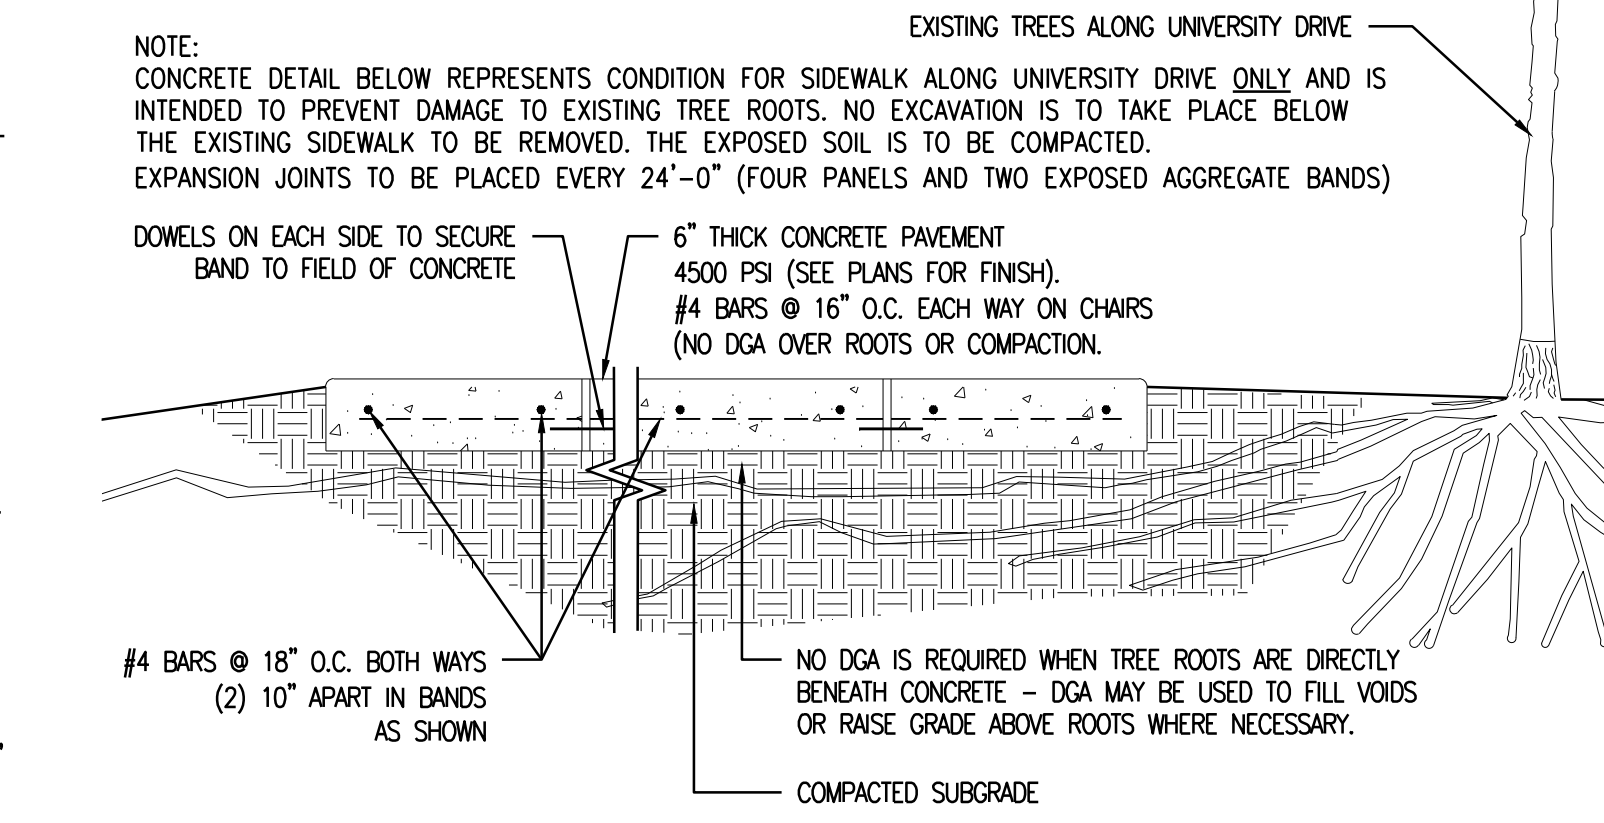 EXISTING TREES ALONG UNIVERSITY DRIVE
NOTE:
CONCRETE DETAIL BELOW REPRESENTS CONDITION FOR SIDEWALK ALONG UNIVERSITY DRIVE ONLY AND IS
INTENDED TO PREVENT DAMAGE TO EXISTING TREE ROOTS. NO EXCAVATION IS TO TAKE PLACE BELOW
THE EXISTING SIDEWALK TO BE REMOVED. THE EXPOSED SOIL IS TO BE COMPACTED.
EXPANSION JOINTS TO BE PLACED EVERY 24'-0" (FOUR PANELS AND TWO EXPOSED AGGREGATE BANDS)
DOWELS ON EACH SIDE TO SECURE
BAND TO FIELD OF CONCRETE
6" THICK CONCRETE PAVEMENT
4500 PSI (SEE PLANS FOR FINISH).
#4 BARS @ 16" O.C. EACH WAY ON CHAIRS
(NO DGA OVER ROOTS OR COMPACTION.
#4 BARS @ 18" O.C. BOTH WAYS
(2) 10" APART IN BANDS
AS SHOWN
NO DGA IS REQUIRED WHEN TREE ROOTS ARE DIRECTLY
BENEATH CONCRETE - DGA MAY BE USED TO FILL VOIDS
OR RAISE GRADE ABOVE ROOTS WHERE NECESSARY.
COMPACTED SUBGRADE